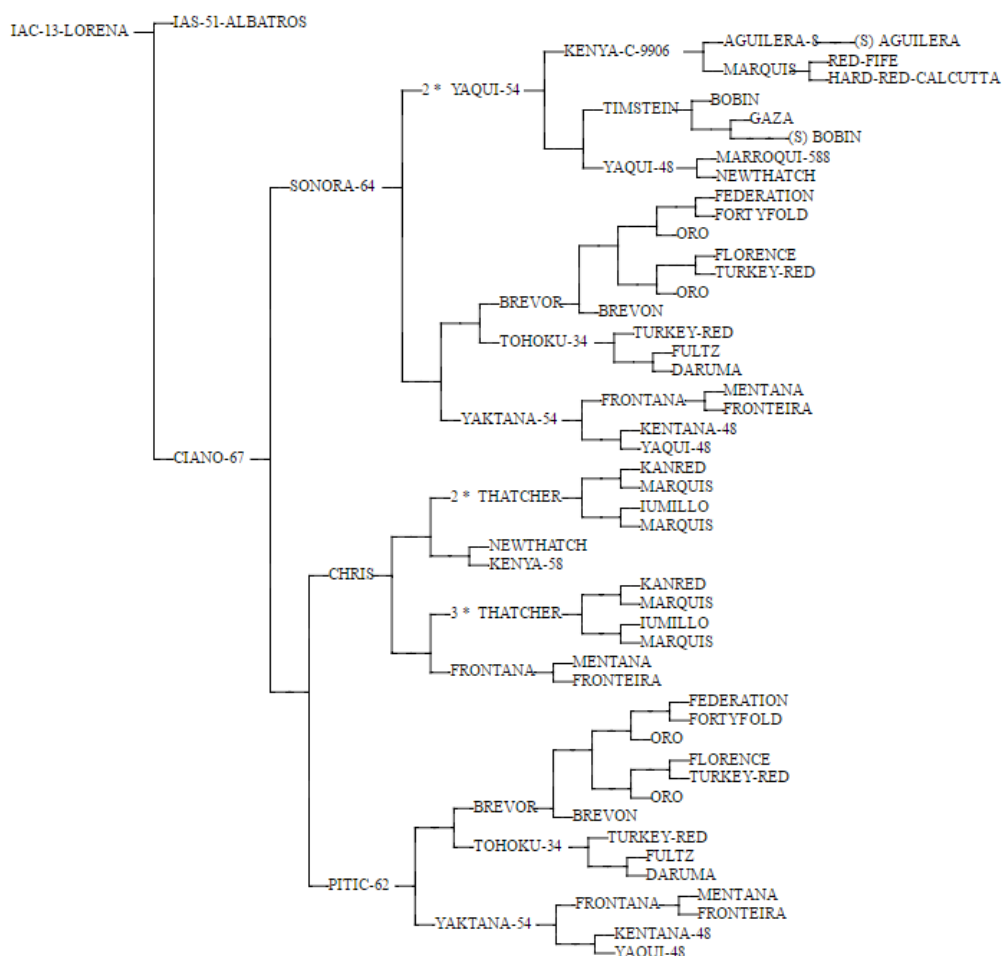 IAC-13-LORENA
IAS-51-ALBATROS
KENYA-C-9906
AGUILERA-8
(S) AGUILERA
MARQUIS
RED-FIFE
HARD-RED-CALCUTTA
2 * YAQUI-54
TIMSTEIN
BOBIN
GAZA
(S) BOBIN
YAQUI-48
MARROQUI-588
NEWTHATCH
SONORA-64
FEDERATION
FORTYFOLD
ORO
FLORENCE
TURKEY-RED
ORO
BREVOR
BREVON
TOHOKU-34
TURKEY-RED
FULTZ
DARUMA
YAKTANA-54
FRONTANA
MENTANA
FRONTEIRA
KENTANA-48
YAQUI-48
CIANO-67
2 * THATCHER
KANRED
MARQUIS
IUMILLO
MARQUIS
NEWTHATCH
KENYA-58
CHRIS
3 * THATCHER
KANRED
MARQUIS
IUMILLO
MARQUIS
FRONTANA
MENTANA
FRONTEIRA
FEDERATION
FORTYFOLD
ORO
FLORENCE
TURKEY-RED
ORO
BREVOR
BREVON
TOHOKU-34
TURKEY-RED
FULTZ
DARUMA
PITIC-62
YAKTANA-54
FRONTANA
MENTANA
FRONTEIRA
KENTANA-48
YAQUI-48